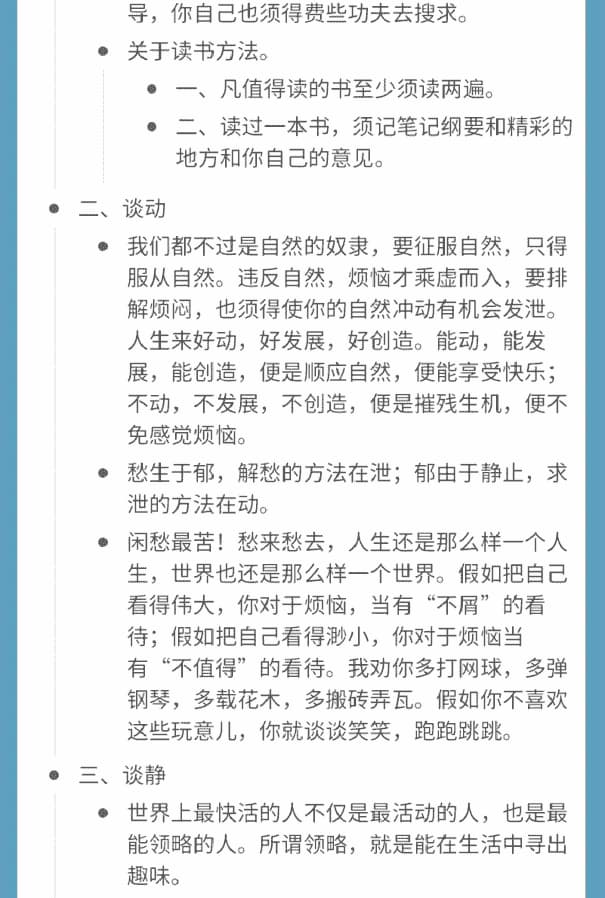 导，你自己也须得费些功夫去搜求。
关于读书方法。
一、凡值得读的书至少须读两遍。
二、读过一本书，须记笔记纲要和精彩的
地方和你自己的意见。
二、谈动
我们都不过是自然的奴隶，要征服自然，只得
服从自然。违反自然，烦恼才乘虚而入，要排
解烦闷，也须得使你的自然冲动有机会发泄。
人生来好动，好发展，好创造。能动，能发
展，能创造，便是顺应自然，便能享受快乐；
不动，不发展，不创造，便是摧残生机，便不
免感觉烦恼。
愁生于郁，解愁的方法在泄；郁由于静止，求
泄的方法在动。
闲愁最苦！愁来愁去，人生还是那么样一个人
生，世界也还是那么样一个世界。假如把自己
看得伟大，你对于烦恼，当有“不屑”的看
待；假如把自己看得渺小，你对于烦恼当
有“不值得”的看待。我劝你多打网球，多弹
钢琴，多栽花木，多搬砖弄瓦。假如你不喜欢
这些玩意儿，你就谈谈笑笑，跑跑跳跳。
三、谈静
世界上最快活的人不仅是最活动的人，也是最
能领略的人。所谓领略，就是能在生活中寻出
趣味。